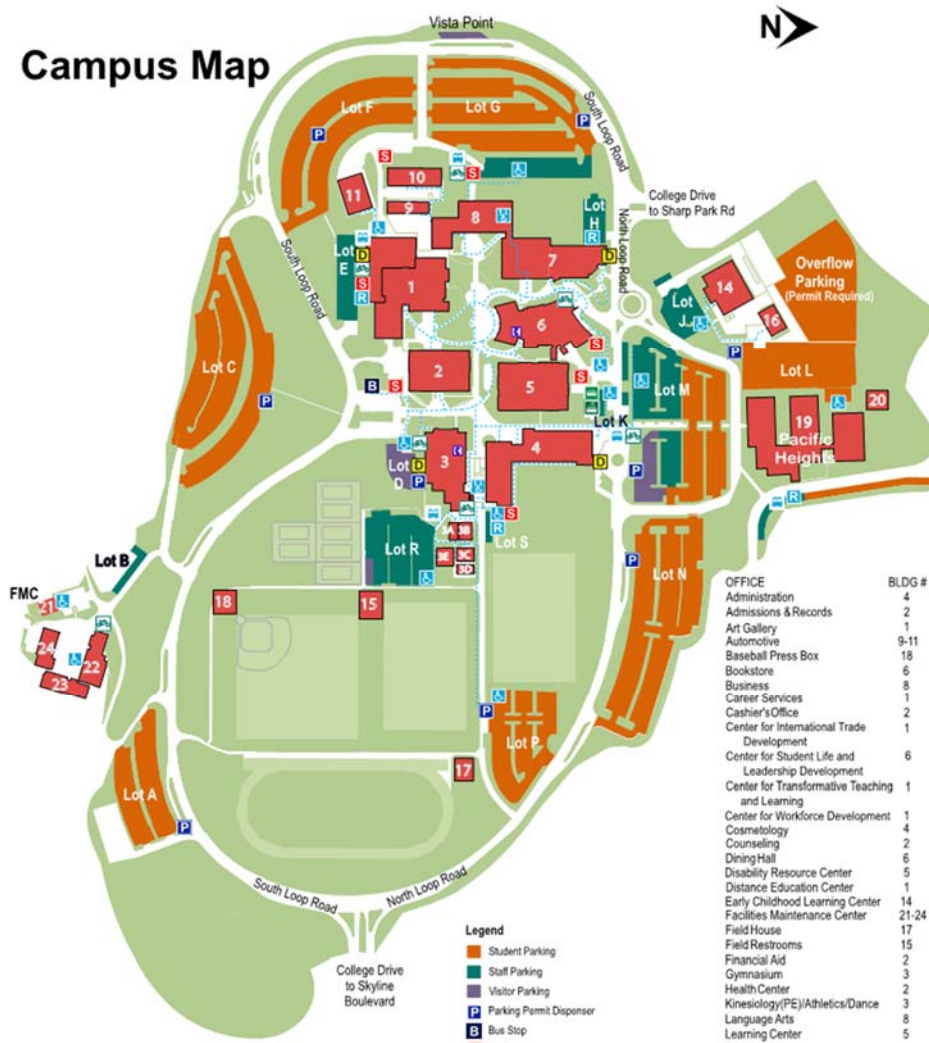 Vista Point
N
Campus Map
Lot F
Lot G
South Loop Road
P
P
S
S
10
11
9
8
Lot
H
R
College Drive
to Sharp Park Rd
North Loop Road
South Loop Road
Lot
E
D
S
R
1
7
D
6
Lot
J
14
16
Overflow
Parking
(Permit Required)
S
Lot C
P
B
S
2
5
S
Lot M
P
Lot L
20
Lot K
19
Pacific
Heights
Lot
D
D
P
3
4
D
P
S
3A
3B
3E
3C
3D
Lot R
Lot S
R
Lot B
FMC
21
24
22
23
18
15
P
Lot N
P
Lot P
17
Lot A
P
South Loop Road
North Loop Road
College Drive
to Skyline
Boulevard
Legend
Student Parking
Staff Parking
Visitor Parking
P Parking Permit Dispenser
B Bus Stop
OFFICE BLDG #
Administration 4
Admissions & Records 2
Art Gallery 1
Automotive 9-11
Baseball Press Box 18
Bookstore 6
Business 8
Career Services 1
Cashier's Office 2
Center for International Trade 1
Development
Center for Student Life and 6
Leadership Development
Center for Transformative Teaching 1
and Learning
Center for Workforce Development 1
Cosmetology 4
Counseling 2
Dining Hall 6
Disability Resource Center 5
Distance Education Center 1
Early Childhood Learning Center 14
Facilities Maintenance Center 21-24
Field House 17
Field Restrooms 15
Financial Aid 2
Gymnasium 3
Health Center 2
Kinesiology(PE)/Athletics/Dance 3
Language Arts 8
Learning Center 5